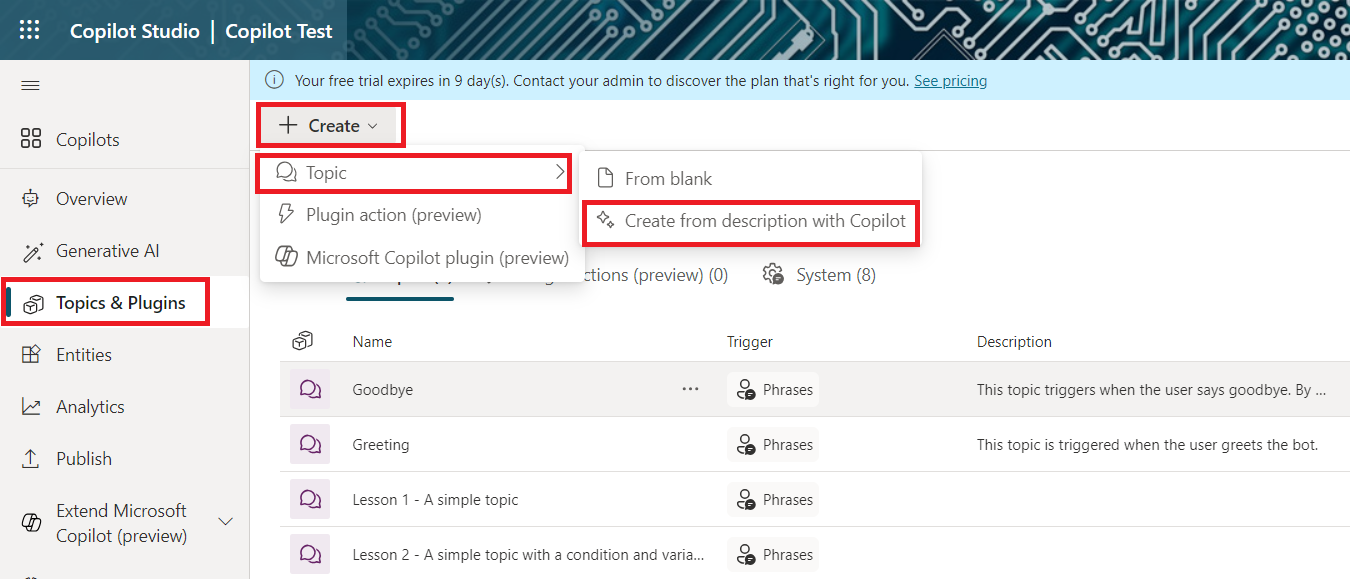 Copilot Studio | Copilot Test
Your free trial expires in 9 day(s). Contact your admin to discover the plan that's right for you. See pricing
Create
Copilots
Topic
From blank
Overview
Plugin action (preview)
Create from description with Copilot
Generative AI
Microsoft Copilot plugin (preview)
ctions (preview) (0)
System (8)
Topics & Plugins
Name
Trigger
Description
Entities
Goodbye
Phrases
This topic triggers when the user says goodbye. By ...
Analytics
Greeting
Phrases
This topic is triggered when the user greets the bot.
Publish
Lesson 1 - A simple topic
Phrases
Extend Microsoft
Copilot (preview)
Lesson 2 - A simple topic with a condition and varia...
Phrases